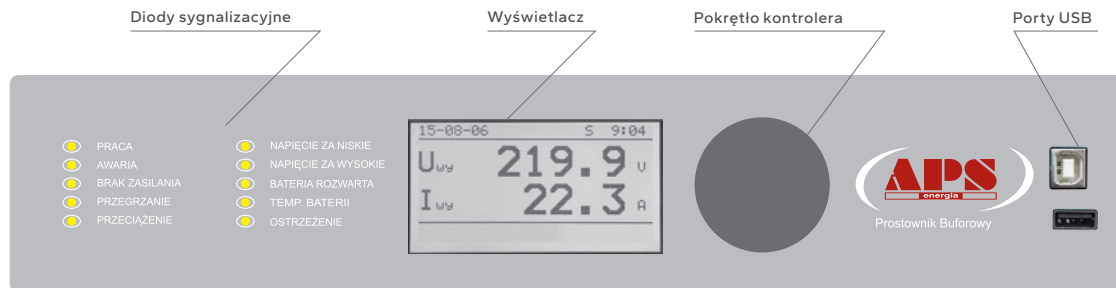 Diody sygnalizacyjne
Wyświetlacz
Pokrętło kontrolera
Porty USB
PRACA
AWARIA
BRAK ZASILANIA
PRZEGRZANIE
PRZECIĄŻENIE
NAPIĘCIE ZA NISKIE
NAPIĘCIE ZA WYSOKIE
BATERIA ROZWARTA
TEMP. BATERII
OSTRZEŻENIE
15-08-06 S 9:04
Uwy 219.9 V
Iwy 22.3 A
APS
energia
Prostownik Buforowy